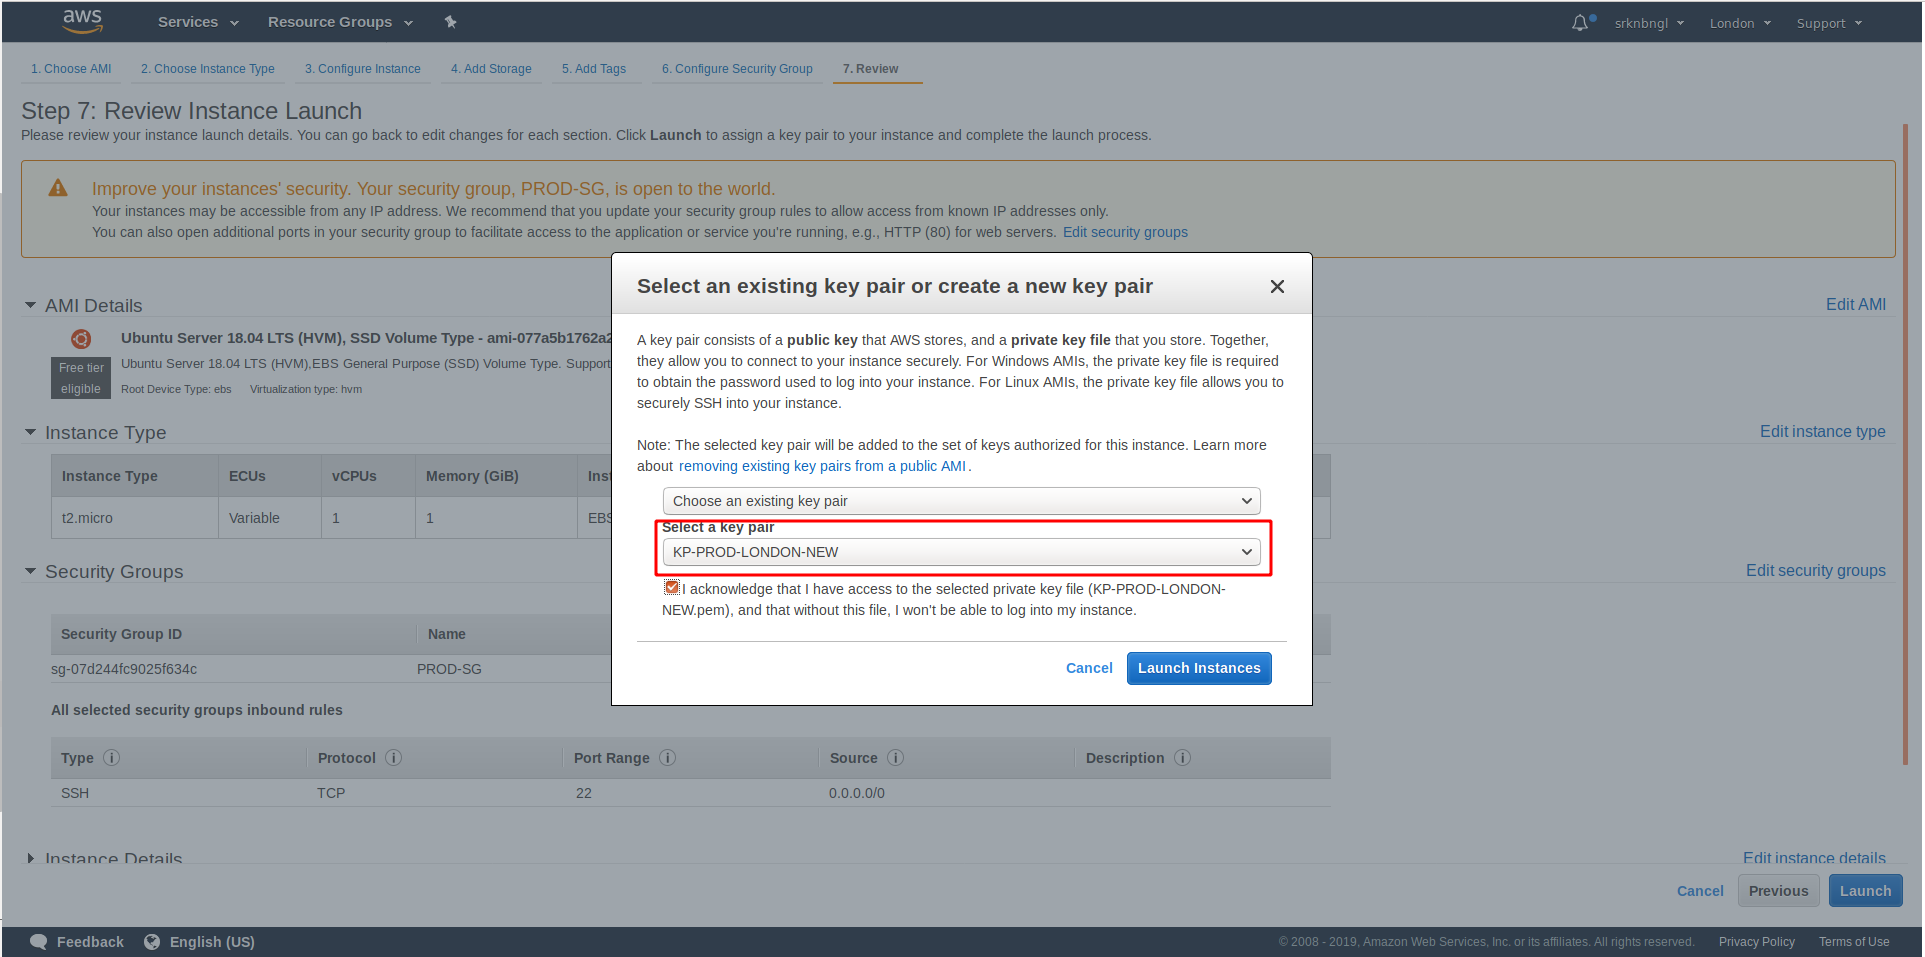 aws
Services
Resource Groups
srknbngl
London
Support
1. Choose AMI
2. Choose Instance Type
3. Configure Instance
4. Add Storage
5. Add Tags
6. Configure Security Group
7. Review
Step 7: Review Instance Launch
Please review your instance launch details. You can go back to edit changes for each section. Click Launch to assign a key pair to your instance and complete the launch process.
Improve your instances' security. Your security group, PROD-SG, is open to the world.
Your instances may be accessible from any IP address. We recommend that you update your security group rules to allow access from known IP addresses only.
You can also open additional ports in your security group to facilitate access to the application or service you're running, e.g., HTTP (80) for web servers. Edit security groups
AMI Details
Edit AMI
Ubuntu Server 18.04 LTS (HVM), SSD Volume Type - ami-077a5b1762a2
Free tier
eligible
Ubuntu Server 18.04 LTS (HVM),EBS General Purpose (SSD) Volume Type. Support
Root Device Type: ebs Virtualization type: hvm
Instance Type
Edit instance type
Instance Type ECUs vCPUs Memory (GiB) Inst
t2.micro Variable 1 1 EBS
Security Groups
Edit security groups
Security Group ID Name
sg-07d244fc9025f634c PROD-SG
All selected security groups inbound rules
Type Protocol Port Range Source Description
SSH TCP 22 0.0.0.0/0
Instance Details
Edit instance details
Cancel
Previous
Launch
Select an existing key pair or create a new key pair
A key pair consists of a public key that AWS stores, and a private key file that you store. Together,
they allow you to connect to your instance securely. For Windows AMIs, the private key file is required
to obtain the password used to log into your instance. For Linux AMIs, the private key file allows you to
securely SSH into your instance.
Note: The selected key pair will be added to the set of keys authorized for this instance. Learn more
about removing existing key pairs from a public AMI.
Choose an existing key pair
Select a key pair
KP-PROD-LONDON-NEW
I acknowledge that I have access to the selected private key file (KP-PROD-LONDON-
NEW.pem), and that without this file, I won't be able to log into my instance.
Cancel
Launch Instances
Feedback
English (US)
© 2008 - 2019, Amazon Web Services, Inc. or its affiliates. All rights reserved.
Privacy Policy
Terms of Use